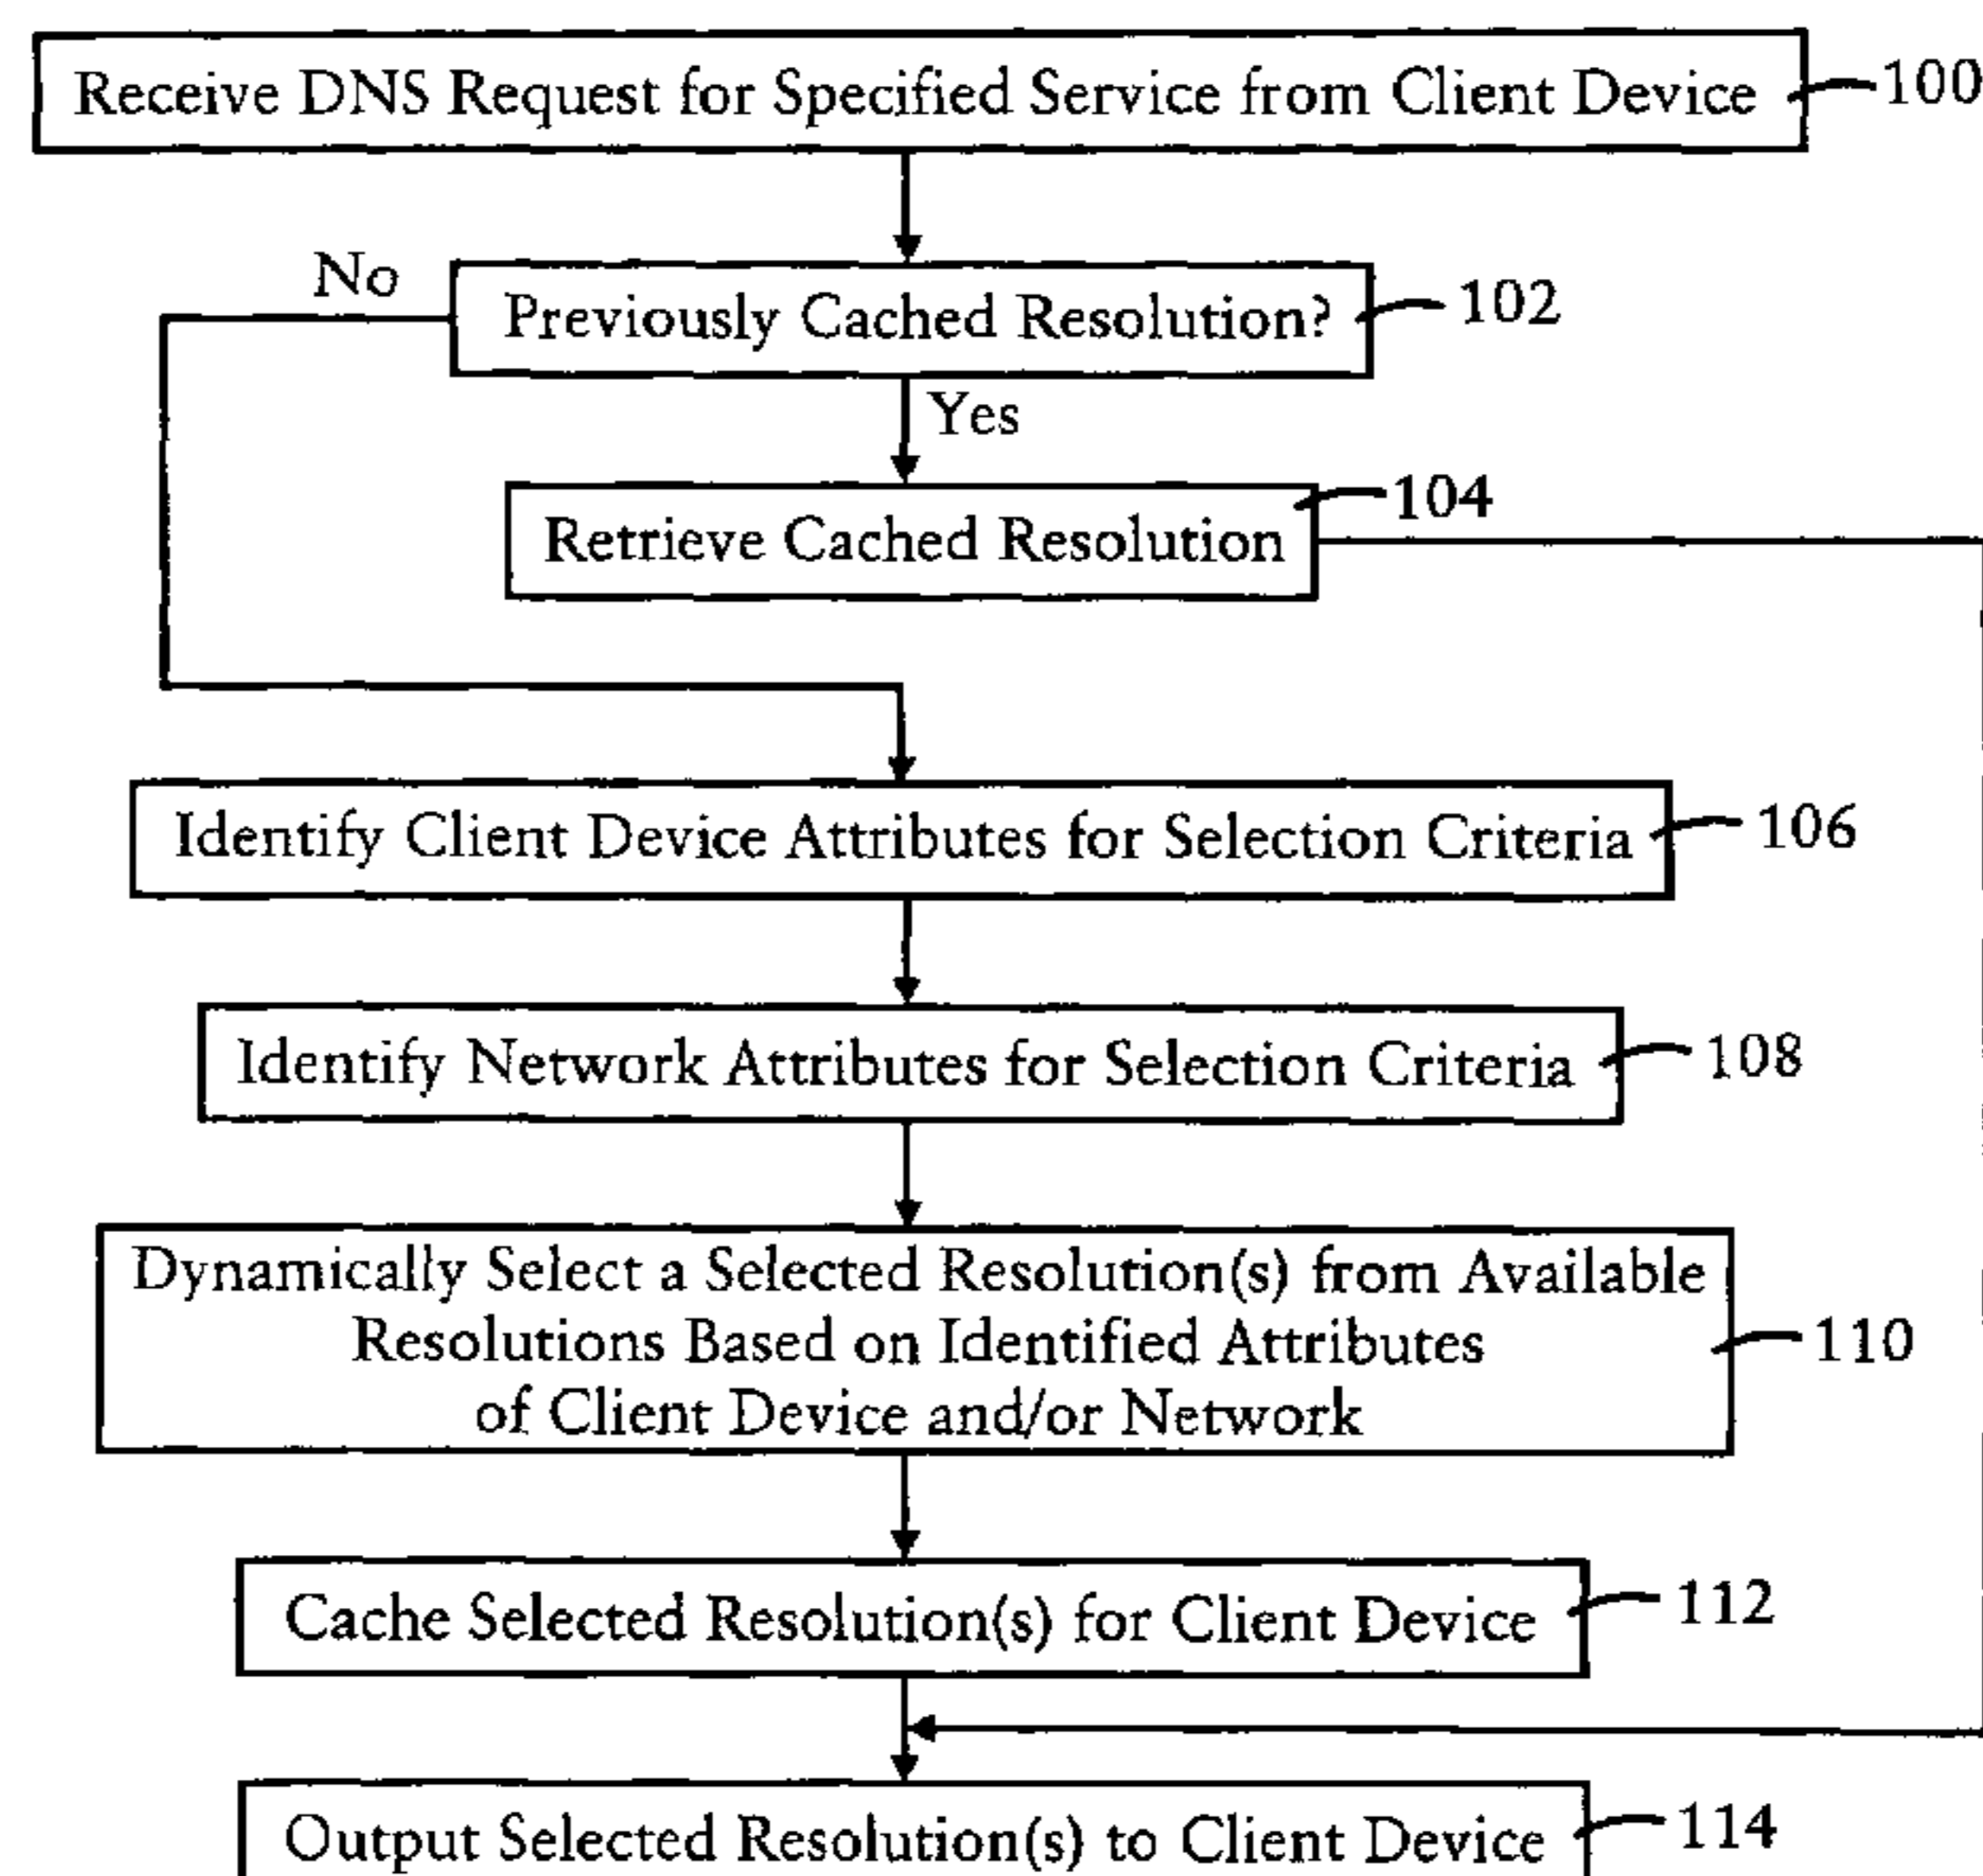 Receive DNS Request for Specified Service from Client Device
100
No
Previously Cached Resolution?
102
Yes
104
Retrieve Cached Resolution
Identify Client Device Attributes for Selection Criteria
106
Identify Network Attributes for Selection Criteria
108
Dynamically Select a Selected Resolution(s) from Available
Resolutions Based on Identified Attributes
of Client Device and/or Network
110
Cache Selected Resolution(s) for Client Device
112
Output Selected Resolution(s) to Client Device
114